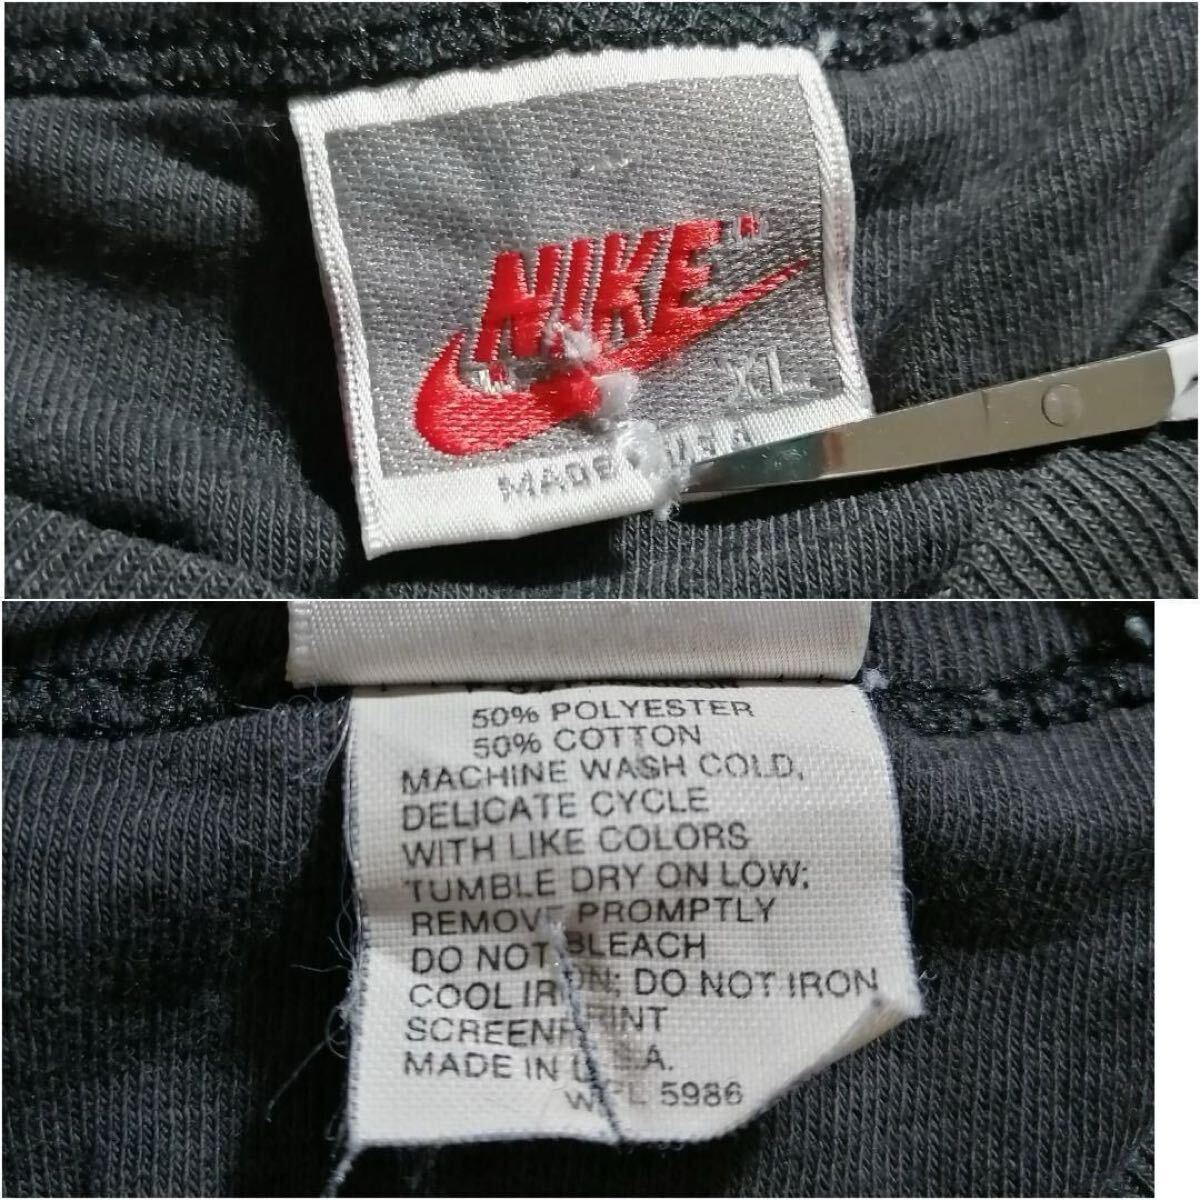 NIKE
XL
MADE USA
50% POLYESTER
50% COTTON
MACHINE WASH COLD,
DELICATE CYCLE
WITH LIKE COLORS
TUMBLE DRY ON LOW;
REMOVE PROMPTLY
DO NOT BLEACH
COOL IRON; DO NOT IRON
SCREENPRINT
MADE IN U.S.A.
5986